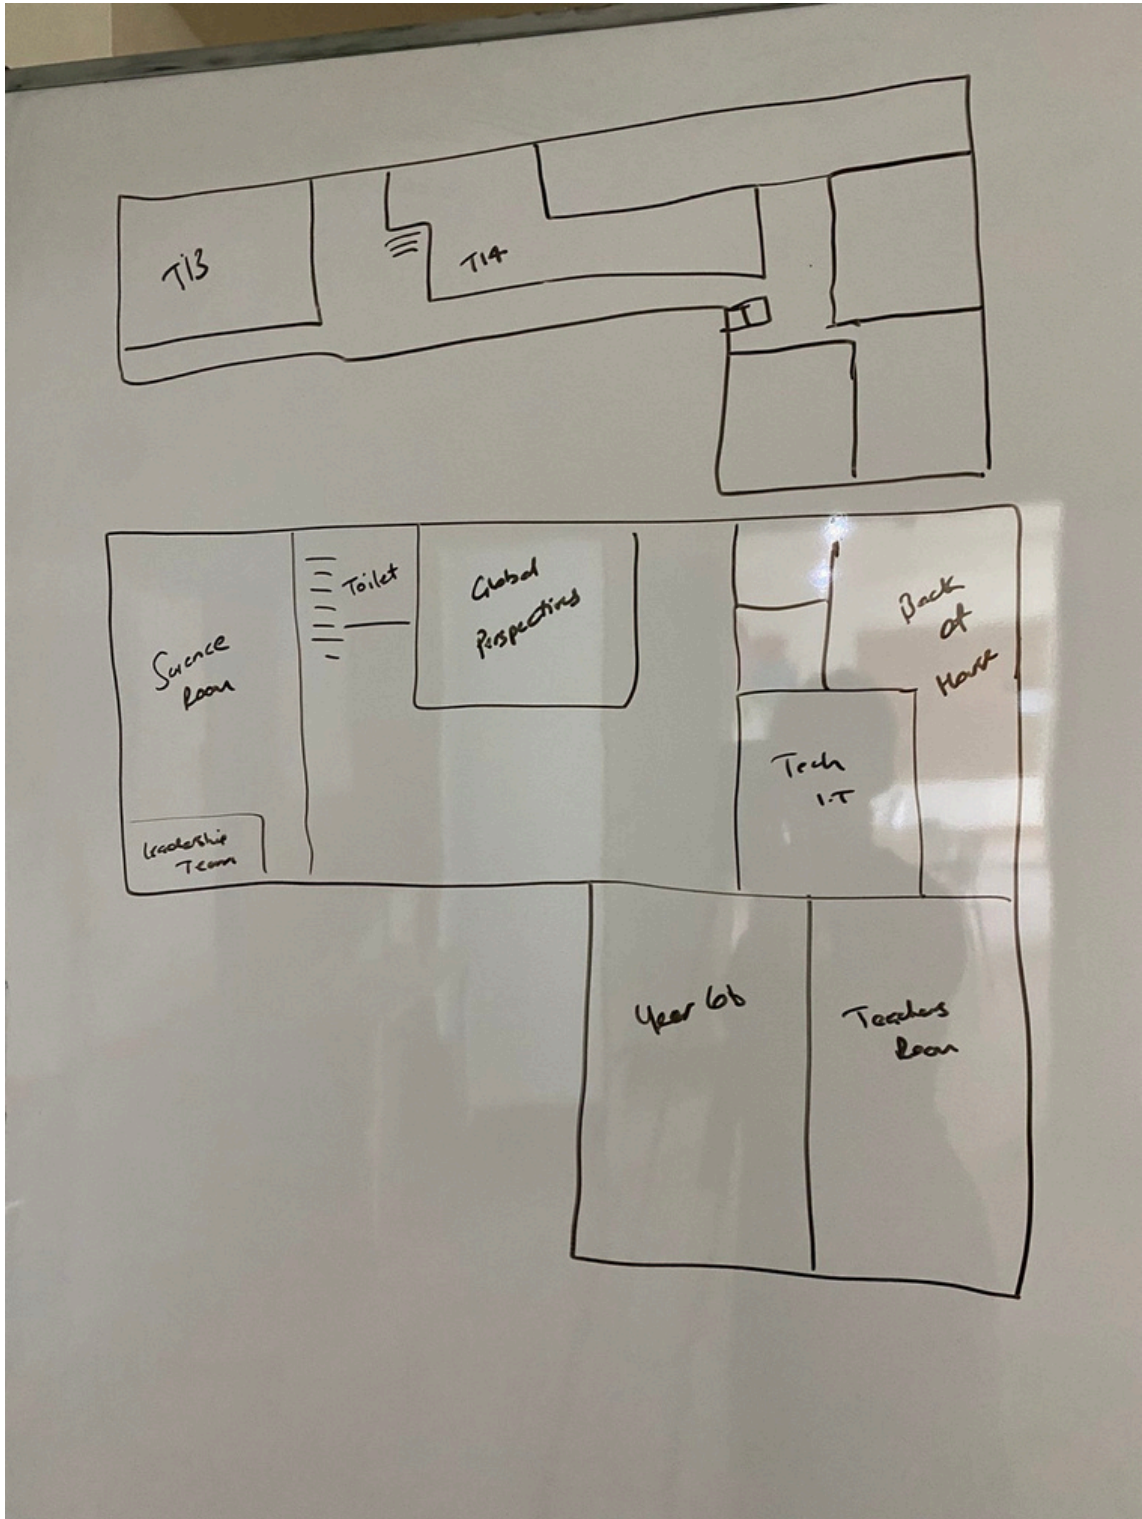 T13
T14
Toilet
Global
Perspectives
Science
Room
Back
of
House
Tech
I.T
Leadership
Team
Year 6b
Teachers
Room